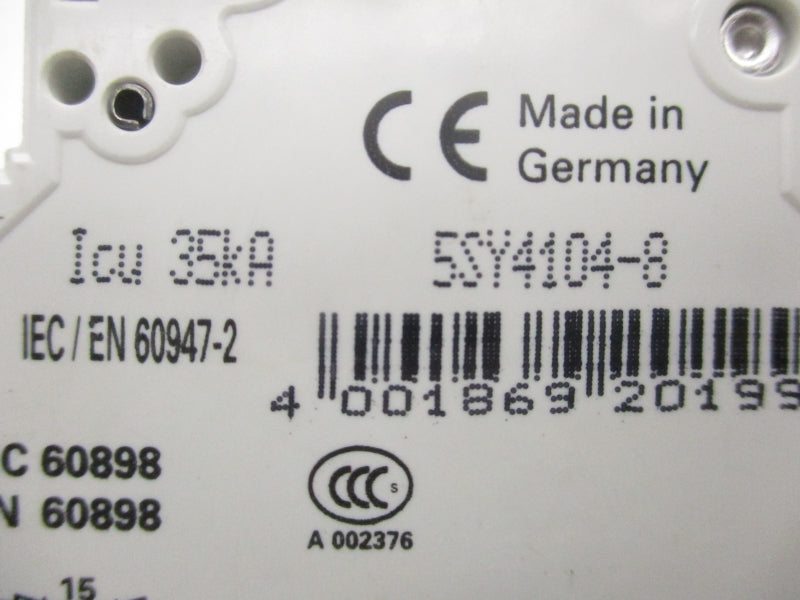 CE Made in
Germany
Icu 35kA 5SY4104-8
IEC / EN 60947-2
4 001869 20199
C 60898
N 60898
CCC S
A 002376
15